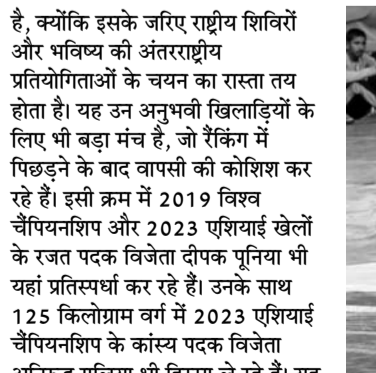 है, क्योंकि इसके जरिए राष्ट्रीय शिविरों
और भविष्य की अंतरराष्ट्रीय
प्रतियोगिताओं के चयन का रास्ता तय
होता है। यह उन अनुभवी खिलाड़ियों के
लिए भी बड़ा मंच है, जो रैंकिंग में
पिछड़ने के बाद वापसी की कोशिश कर
रहे हैं। इसी क्रम में 2019 विश्व
चैंपियनशिप और 2023 एशियाई खेलों
के रजत पदक विजेता दीपक पूनिया भी
यहां प्रतिस्पर्धा कर रहे हैं। उनके साथ
125 किलोग्राम वर्ग में 2023 एशियाई
चैंपियनशिप के कांस्य पदक विजेता